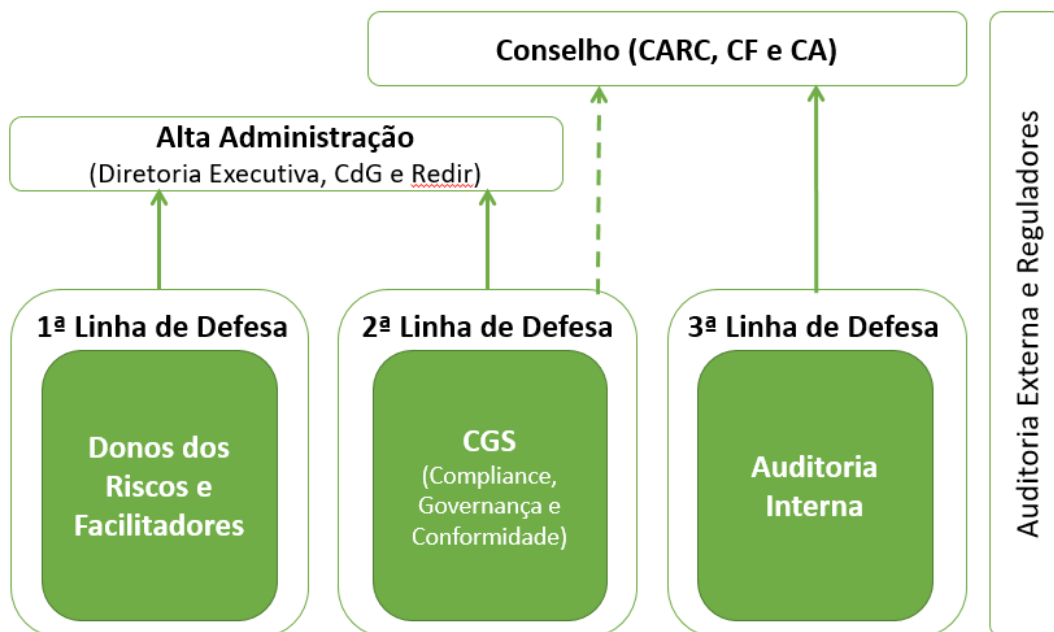 Conselho (CARC, CF e CA)
Alta Administração
(Diretoria Executiva, CdG e Redir)
1ª Linha de Defesa
Donos dos
Riscos e
Facilitadores
2ª Linha de Defesa
CGS
(Compliance,
Governança e
Conformidade)
3ª Linha de Defesa
Auditoria
Interna
Auditoria Externa e Reguladores